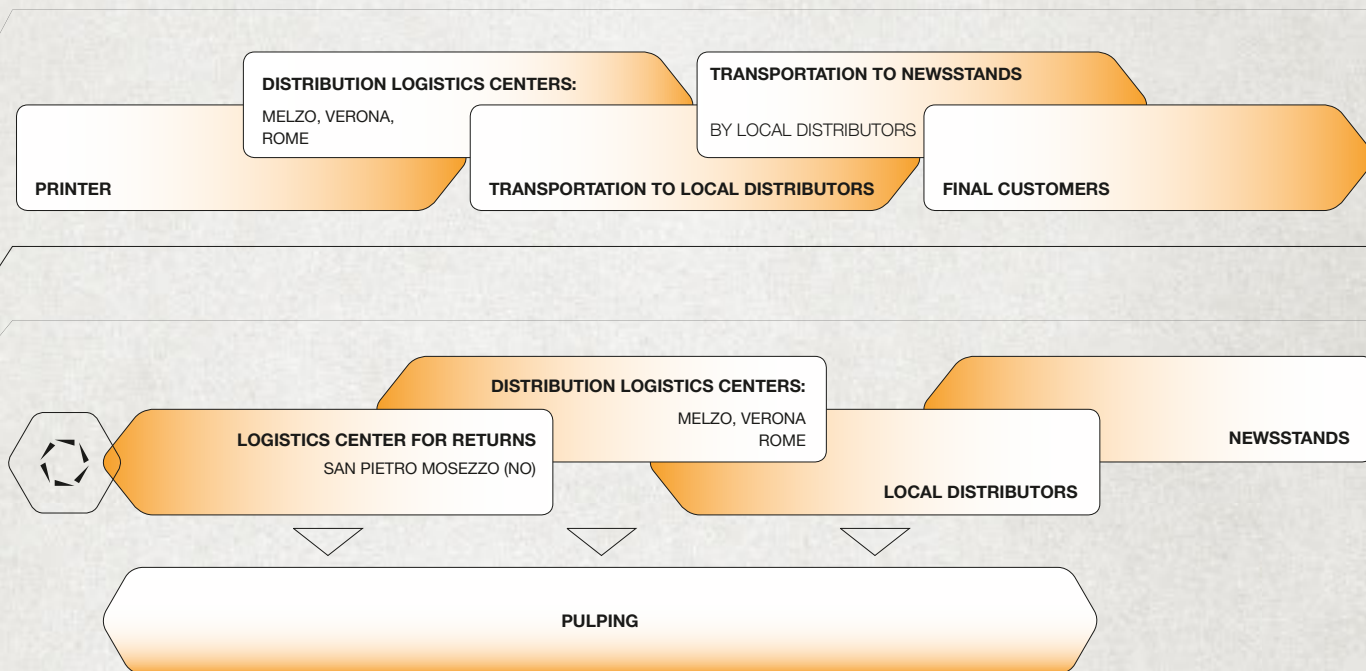 PRINTER
DISTRIBUTION LOGISTICS CENTERS:
MELZO, VERONA,
ROME
TRANSPORTATION TO LOCAL DISTRIBUTORS
TRANSPORTATION TO NEWSSTANDS
BY LOCAL DISTRIBUTORS
FINAL CUSTOMERS
LOGISTICS CENTER FOR RETURNS
SAN PIETRO MOSEZZO (NO)
DISTRIBUTION LOGISTICS CENTERS:
MELZO, VERONA
ROME
LOCAL DISTRIBUTORS
NEWSSTANDS
PULPING